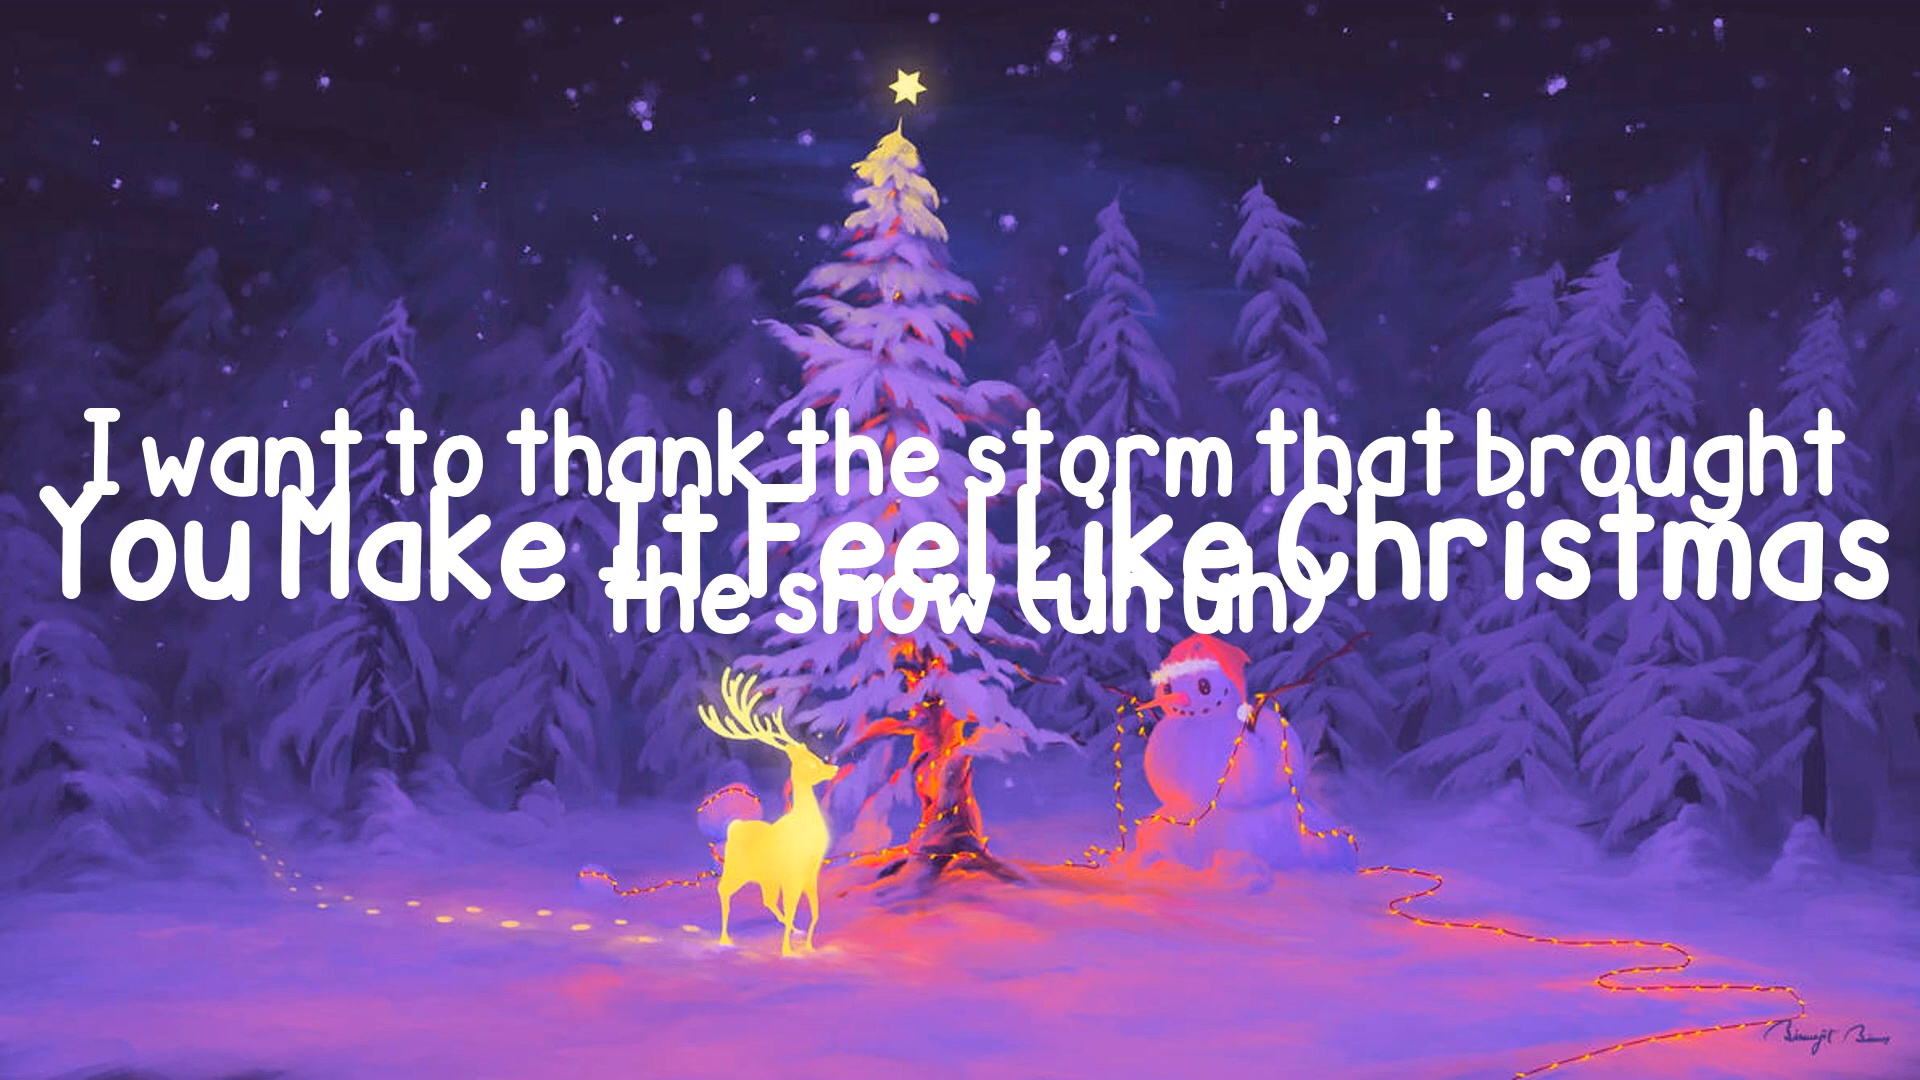 I want to thank the storm that brought
You Make It Feel Like Christmas
the snow (uh uh)